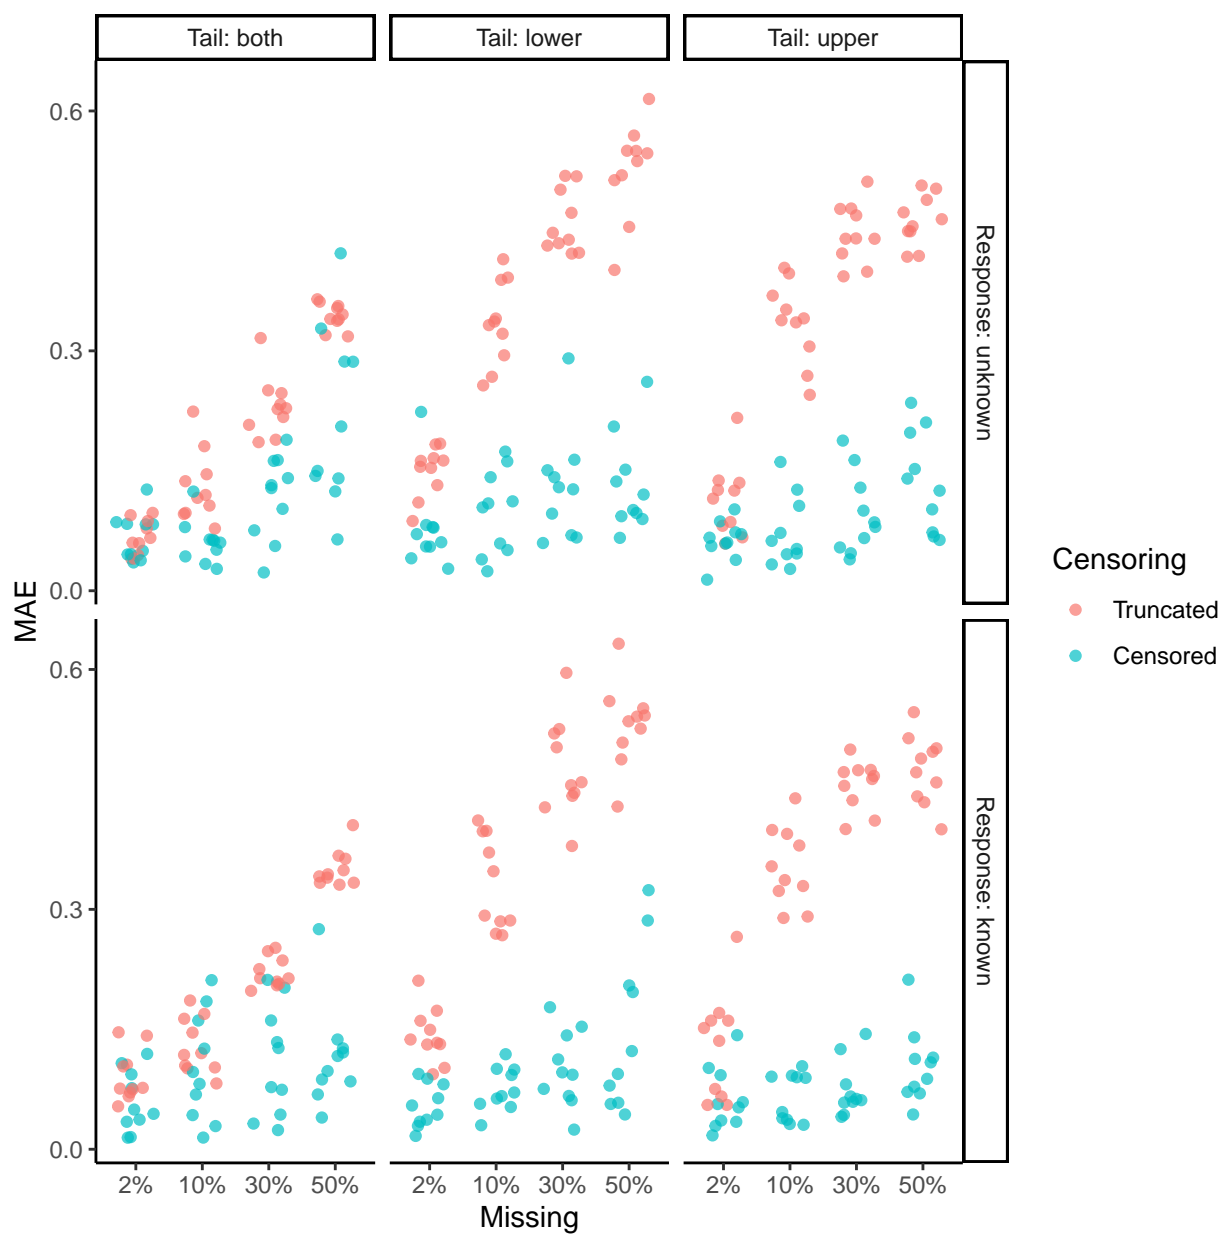 Tail: both
Tail: lower
Tail: upper
0.6
0.3
0.0
Response: unknown
MAE
0.6
0.3
0.0
Response: known
2% 10% 30% 50%
2% 10% 30% 50%
2% 10% 30% 50%
Missing
Censoring
Truncated
Censored